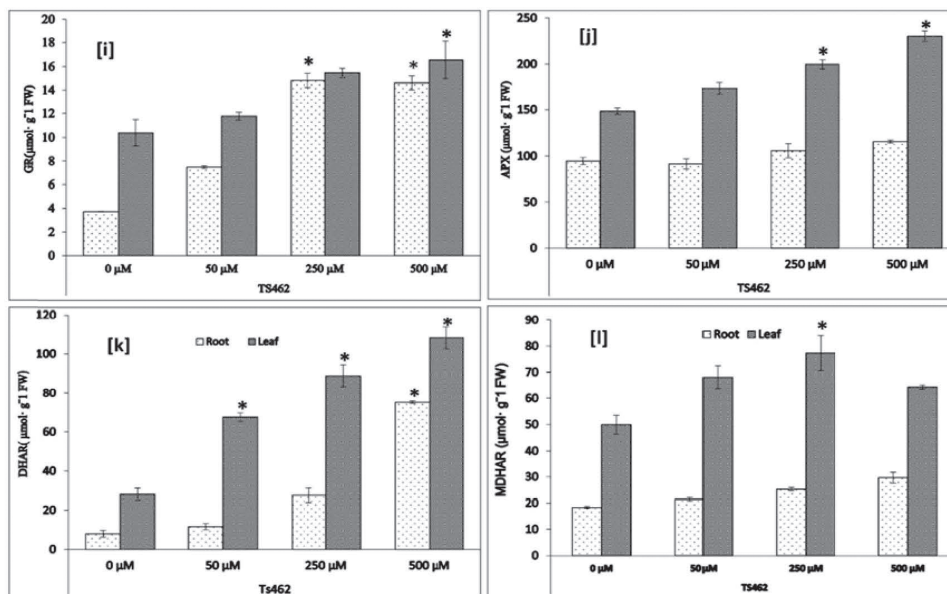 [i]
GR(µmol· g⁻1 FW)
20
18
16
14
12
10
8
6
4
2
0
* * *
0 µM 50 µM 250 µM 500 µM
TS462
[j]
APX (µmol· g⁻1 FW)
250
200
150
100
50
0
* *
0 µM 50 µM 250 µM 500 µM
TS462
[k]
Root Leaf
DHAR( µmol· g⁻1 FW)
120
100
80
60
40
20
0
* * * *
0 µM 50 µM 250 µM 500 µM
Ts462
[l]
Root Leaf
MDHAR (µmol· g⁻1 FW)
90
80
70
60
50
40
30
20
10
0
*
0 µM 50µM 250 µM 500 µM
TS462